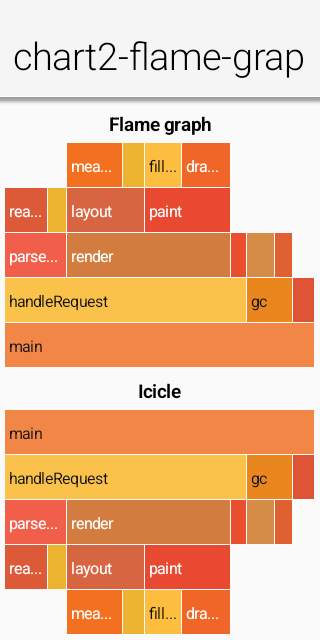 chart2-flame-grap
Flame graph
mea... fill... dra...
rea... layout paint
parse... render
handleRequest gc
main
Icicle
main
handleRequest gc
parse... render
rea... layout paint
mea... fill... dra...